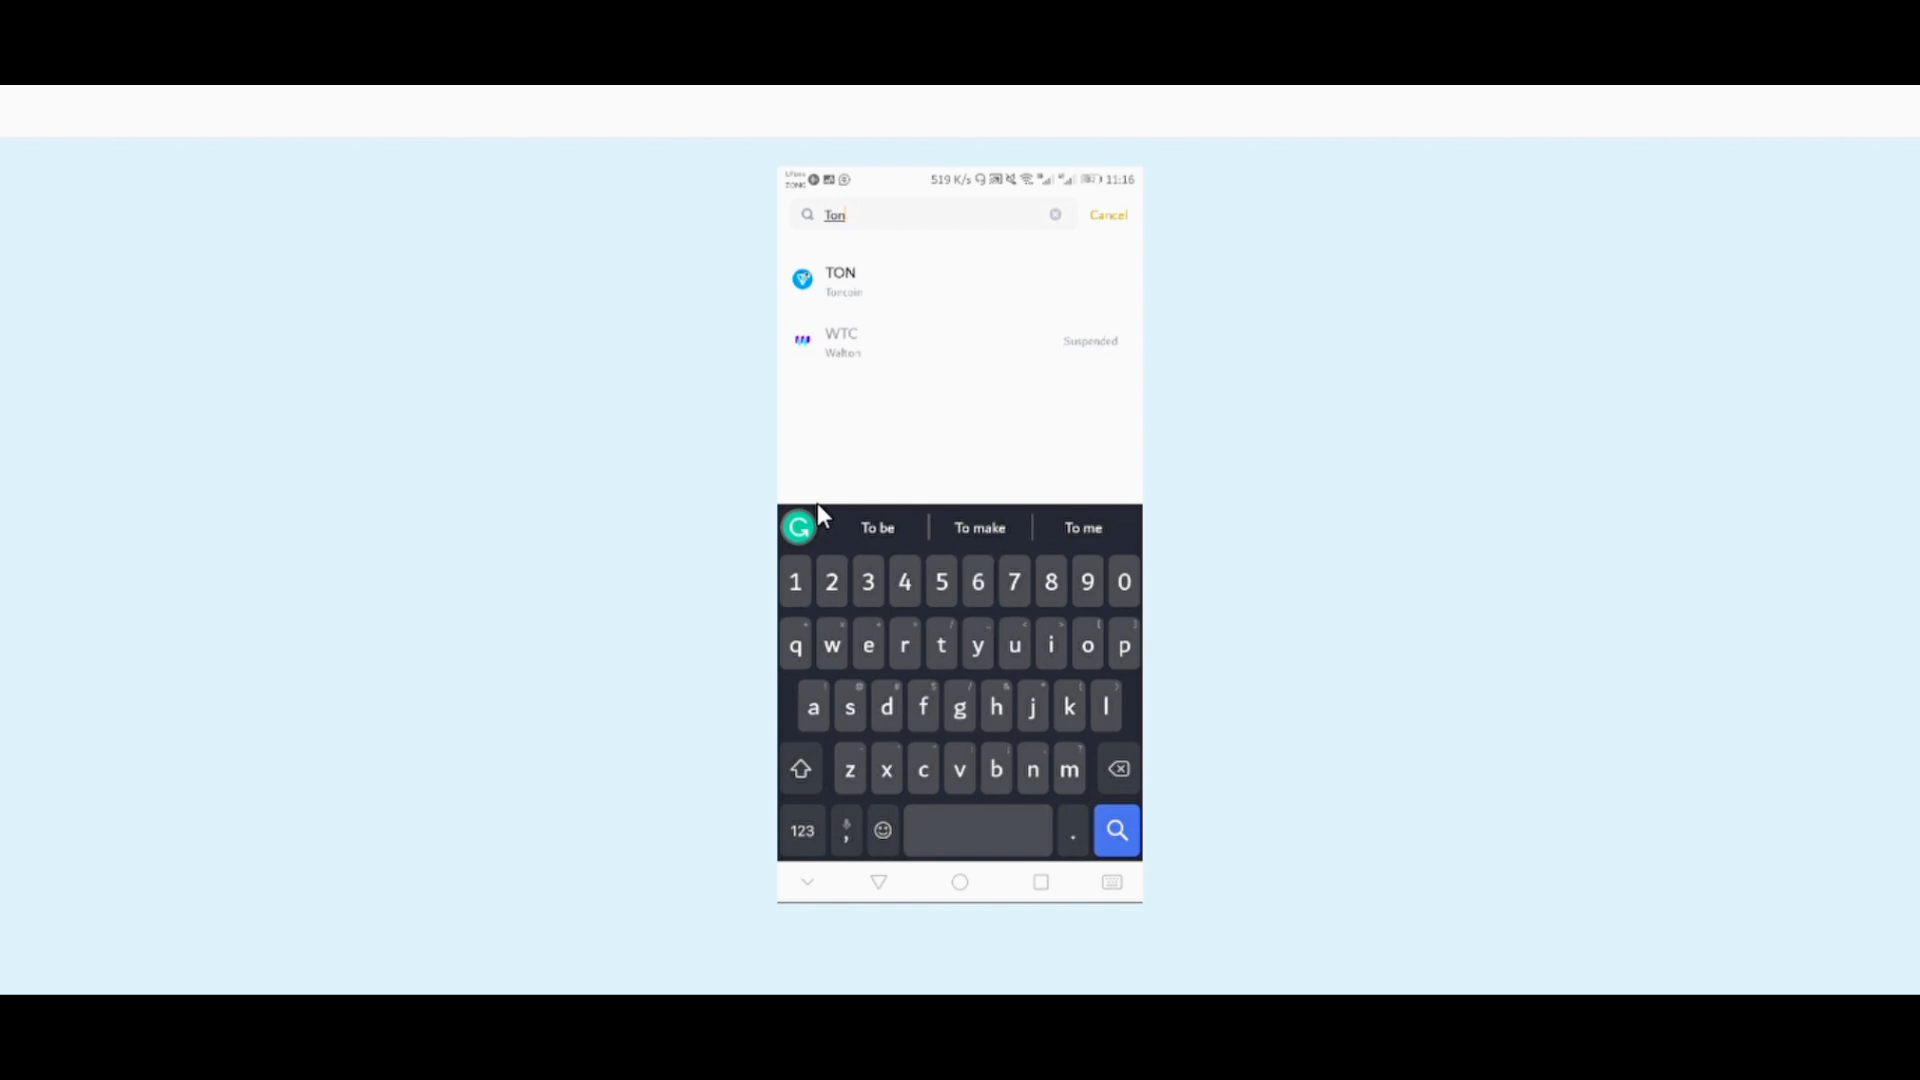 519 K/s 11:16
Ton Cancel
TON
Toncoin
WTC
Walton Suspended
To be To make To me
1 2 3 4 5 6 7 8 9 0
q w e r t y u i o p
a s d f g h j k l
z x c v b n m
123 , .